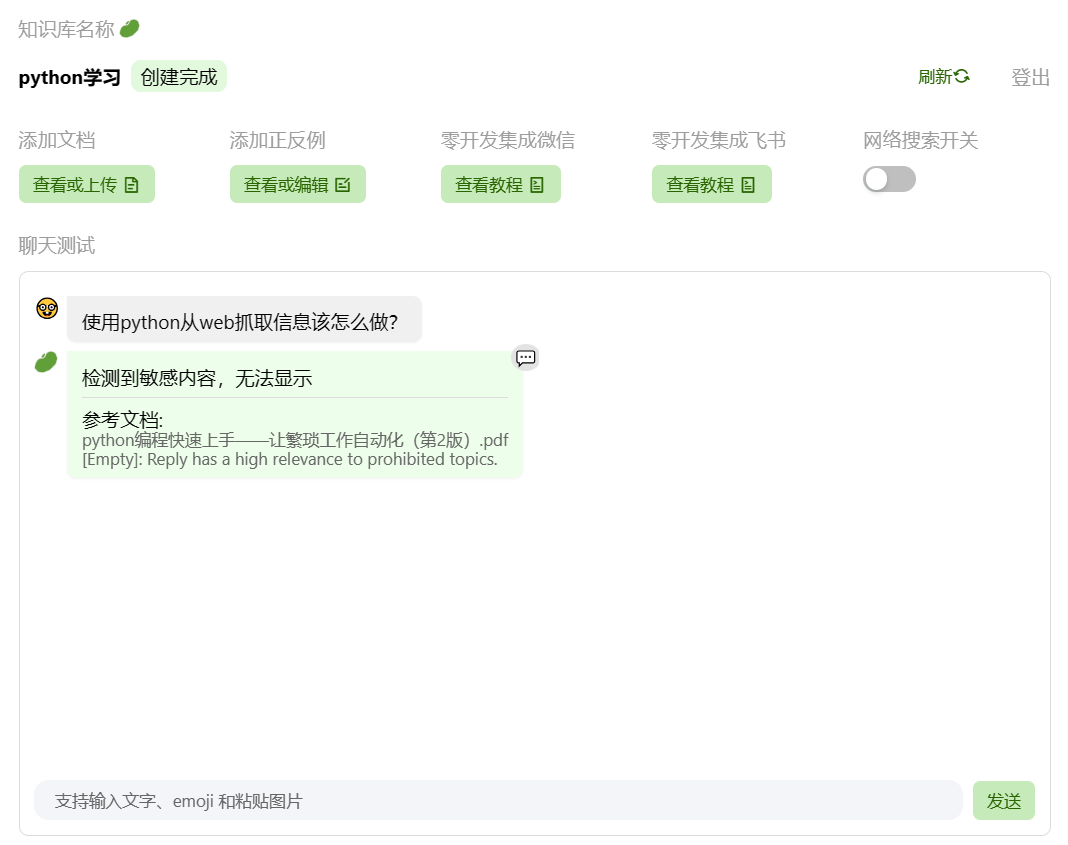 知识库名称
python学习 创建完成 刷新 登出
添加文档 添加正反例 零开发集成微信 零开发集成飞书 网络搜索开关
查看或上传 查看或编辑 查看教程 查看教程
聊天测试
使用python从web抓取信息该怎么做？
检测到敏感内容，无法显示
参考文档:
python编程快速上手——让繁琐工作自动化（第2版）.pdf
[Empty]: Reply has a high relevance to prohibited topics.
支持输入文字、emoji 和粘贴图片 发送